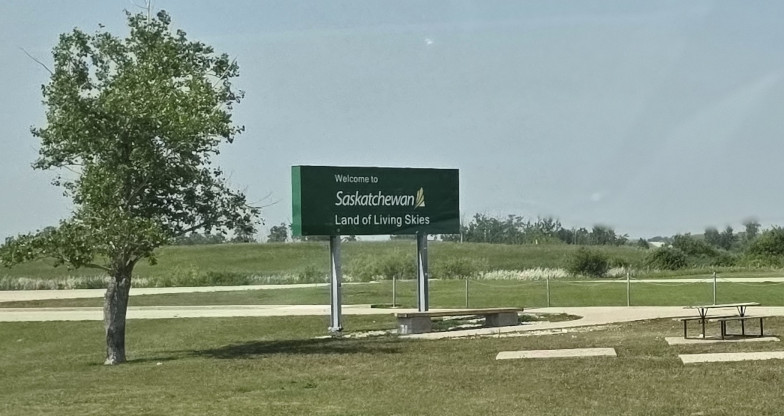 Welcome to
Saskatchewan
Land of Living Skies